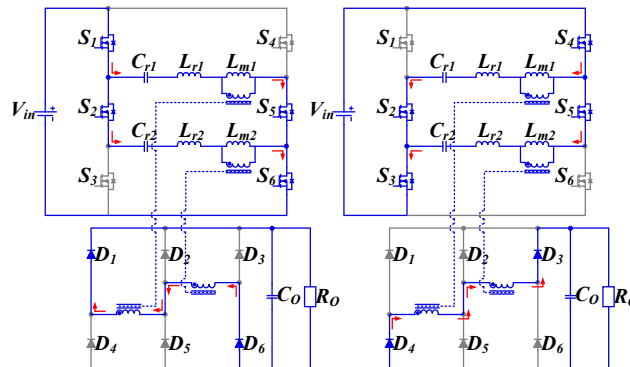 S1 S4 S1 S4
Cr1 Lr1 Lm1 Cr1 Lr1 Lm1
Vin S2 S5 Vin S2 S5
Cr2 Lr2 Lm2 Cr2 Lr2 Lm2
S3 S6 S3 S6
D1 D2 D3 D1 D2 D3
CO RO CO
D4 D5 D6 D4 D5 D6